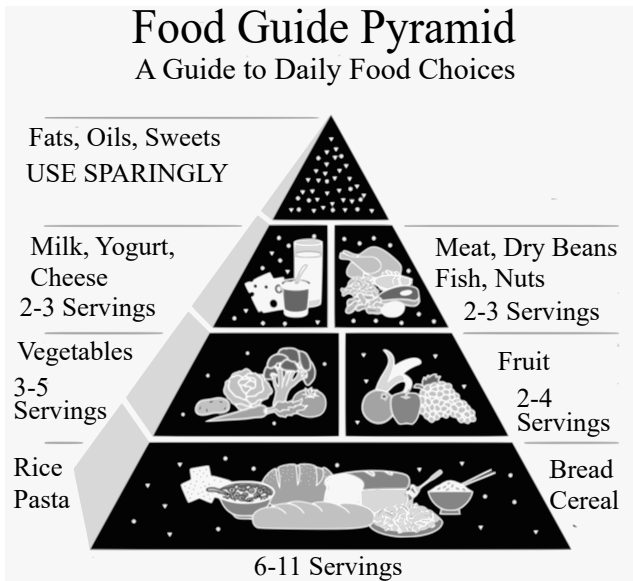 Food Guide Pyramid
A Guide to Daily Food Choices
Fats, Oils, Sweets
USE SPARINGLY
Milk, Yogurt,
Cheese
2-3 Servings
Meat, Dry Beans
Fish, Nuts
2-3 Servings
Vegetables
3-5
Servings
Fruit
2-4
Servings
Rice
Pasta
Bread
Cereal
6-11 Servings